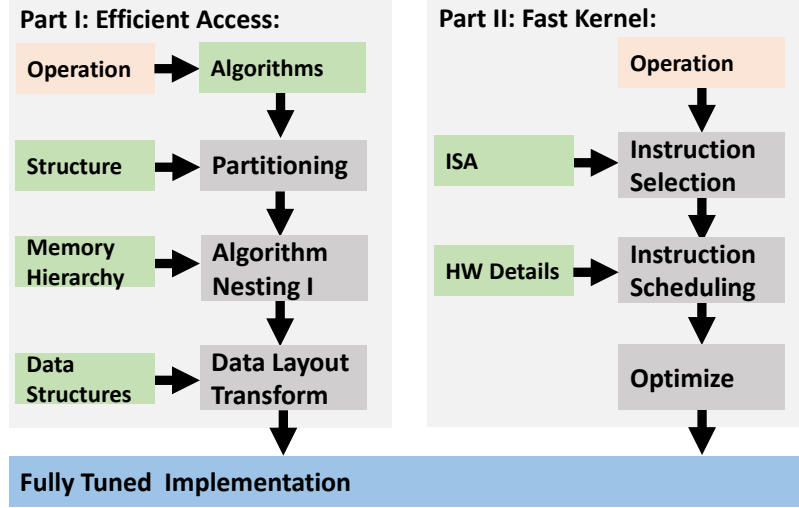 Part I: Efficient Access:
Operation
Algorithms
Structure
Partitioning
Memory
Hierarchy
Algorithm
Nesting I
Data
Structures
Data Layout
Transform
Part II: Fast Kernel:
Operation
ISA
Instruction
Selection
HW Details
Instruction
Scheduling
Optimize
Fully Tuned Implementation